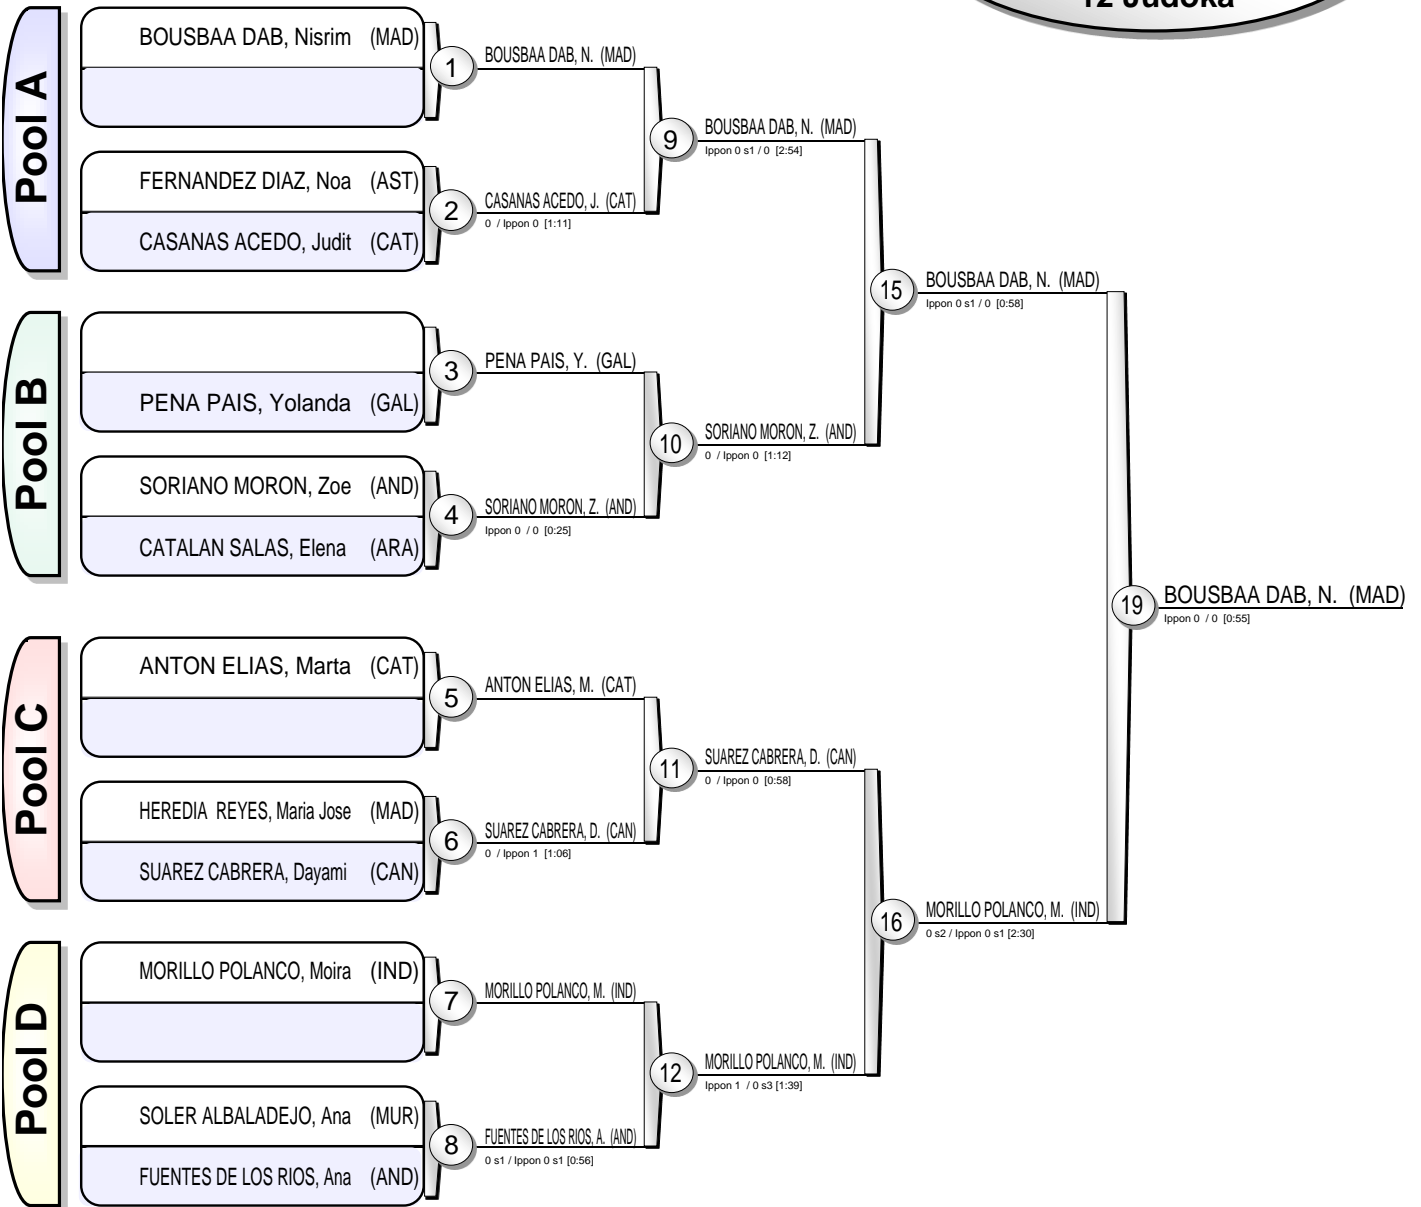 12 Judoka
Pool A
BOUSBAA DAB, Nisrim (MAD)
FERNANDEZ DIAZ, Noa (AST)
CASANAS ACEDO, Judit (CAT)
1
BOUSBAA DAB, N. (MAD)
2
CASANAS ACEDO, J. (CAT)
0 / Ippon 0 [1:11]
9
BOUSBAA DAB, N. (MAD)
Ippon 0 s1 / 0 [2:54]
Pool B
PENA PAIS, Yolanda (GAL)
SORIANO MORON, Zoe (AND)
CATALAN SALAS, Elena (ARA)
3
PENA PAIS, Y. (GAL)
4
SORIANO MORON, Z. (AND)
Ippon 0 / 0 [0:25]
10
SORIANO MORON, Z. (AND)
0 / Ippon 0 [1:12]
15
BOUSBAA DAB, N. (MAD)
Ippon 0 s1 / 0 [0:58]
Pool C
ANTON ELIAS, Marta (CAT)
HEREDIA REYES, Maria Jose (MAD)
SUAREZ CABRERA, Dayami (CAN)
5
ANTON ELIAS, M. (CAT)
6
SUAREZ CABRERA, D. (CAN)
0 / Ippon 1 [1:06]
11
SUAREZ CABRERA, D. (CAN)
0 / Ippon 0 [0:58]
Pool D
MORILLO POLANCO, Moira (IND)
SOLER ALBALADEJO, Ana (MUR)
FUENTES DE LOS RIOS, Ana (AND)
7
MORILLO POLANCO, M. (IND)
8
FUENTES DE LOS RIOS, A. (AND)
0 s1 / Ippon 0 s1 [0:56]
12
MORILLO POLANCO, M. (IND)
Ippon 1 / 0 s3 [1:39]
16
MORILLO POLANCO, M. (IND)
0 s2 / Ippon 0 s1 [2:30]
19
BOUSBAA DAB, N. (MAD)
Ippon 0 / 0 [0:55]